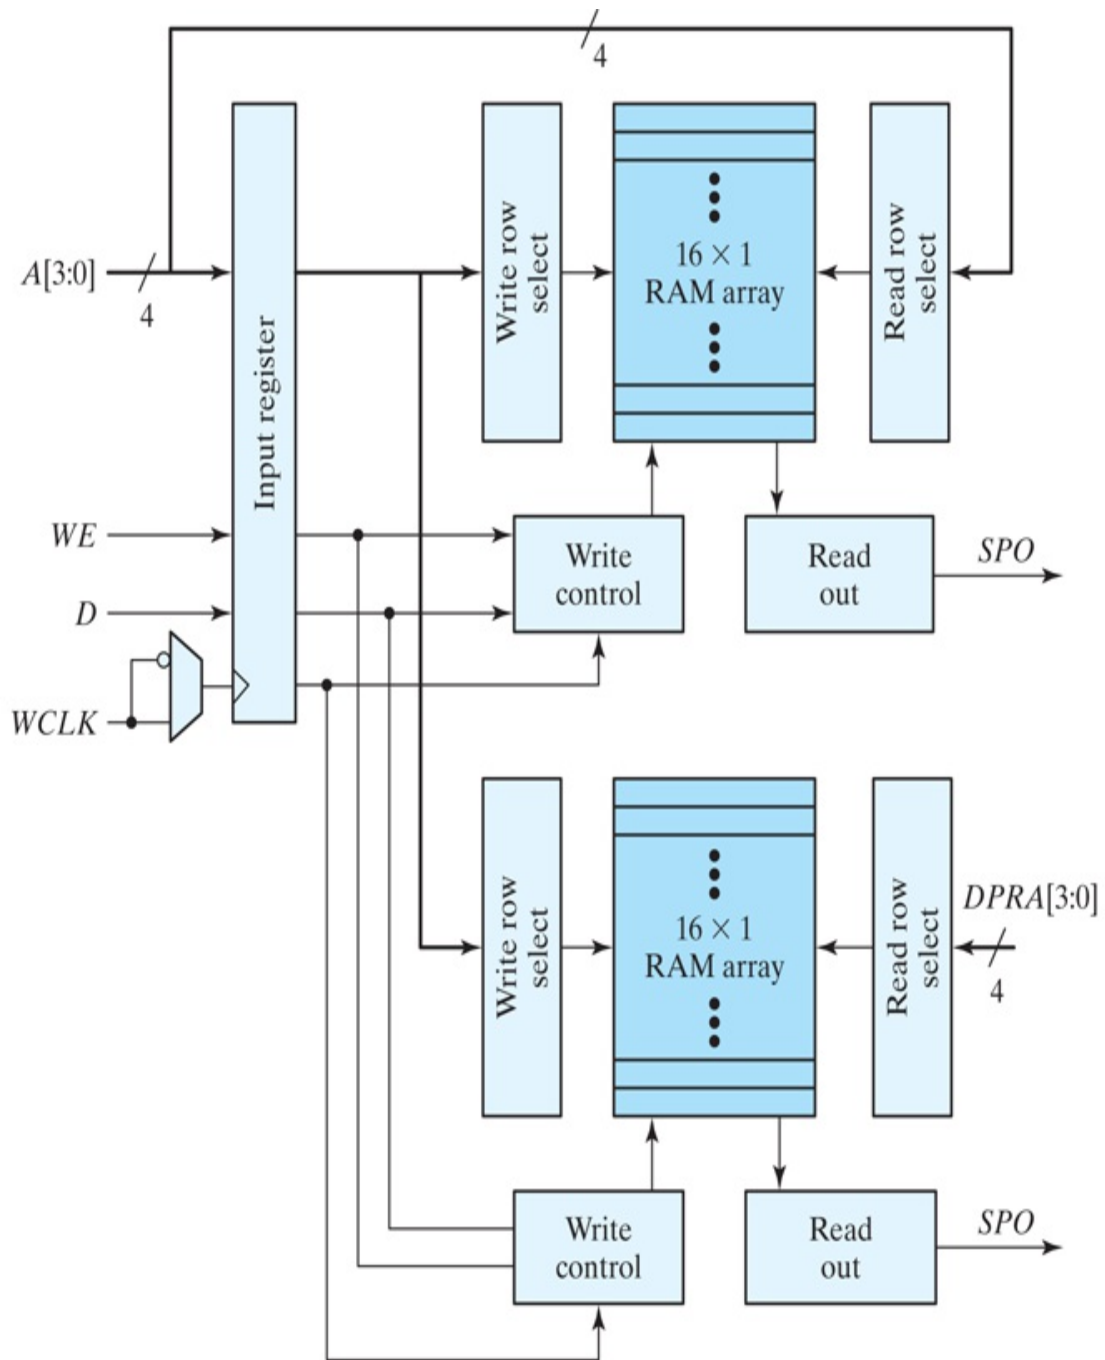 4
A[3:0]
4
Input register
Write row
select
16 × 1
RAM array
Read row
select
WE
D
WCLK
Write
control
Read
out
SPO
Write row
select
16 × 1
RAM array
Read row
select
DPRA[3:0]
4
Write
control
Read
out
SPO